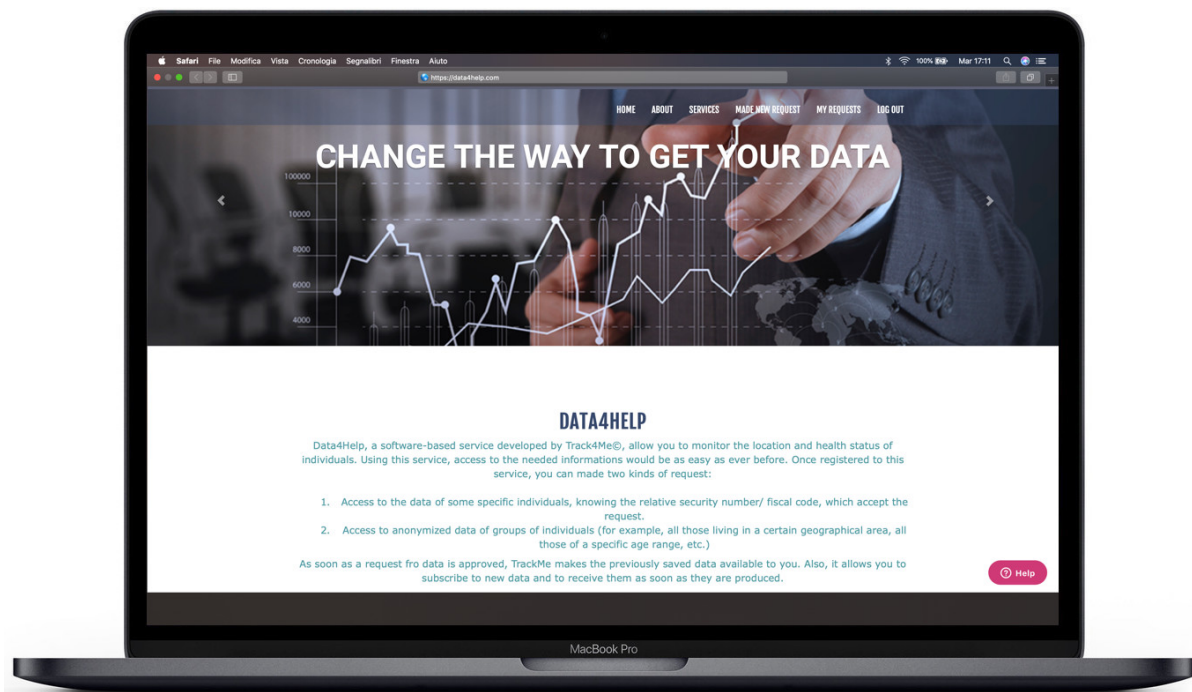 Safari File Modifica Vista Cronologia Segnalibri Finestra Aiuto 100% Mar 17:11
https://data4help.com
HOME ABOUT SERVICES MADE NEW REQUEST MY REQUESTS LOG OUT
CHANGE THE WAY TO GET YOUR DATA
100000
10000
8000
6000
4000
DATA4HELP
Data4Help, a software-based service developed by Track4Me©, allow you to monitor the location and health status of
individuals. Using this service, access to the needed informations would be as easy as ever before. Once registered to this
service, you can made two kinds of request:
1. Access to the data of some specific individuals, knowing the relative security number/ fiscal code, which accept the
request.
2. Access to anonymized data of groups of individuals (for example, all those living in a certain geographical area, all
those of a specific age range, etc.)
As soon as a request fro data is approved, TrackMe makes the previously saved data available to you. Also, it allows you to
subscribe to new data and to receive them as soon as they are produced.
Help
MacBook Pro